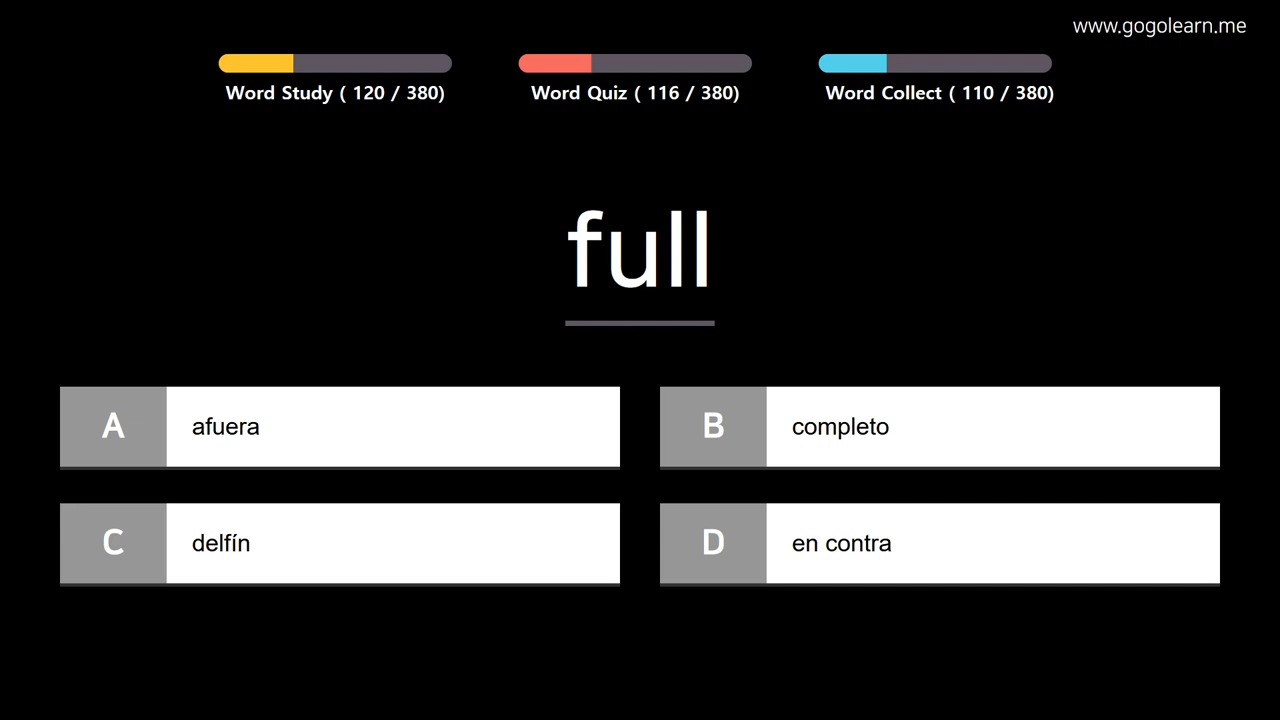 www.gogolearn.me
Word Study ( 120 / 380)
Word Quiz ( 116 / 380)
Word Collect ( 110 / 380)
full
A afuera
B completo
C delfín
D en contra